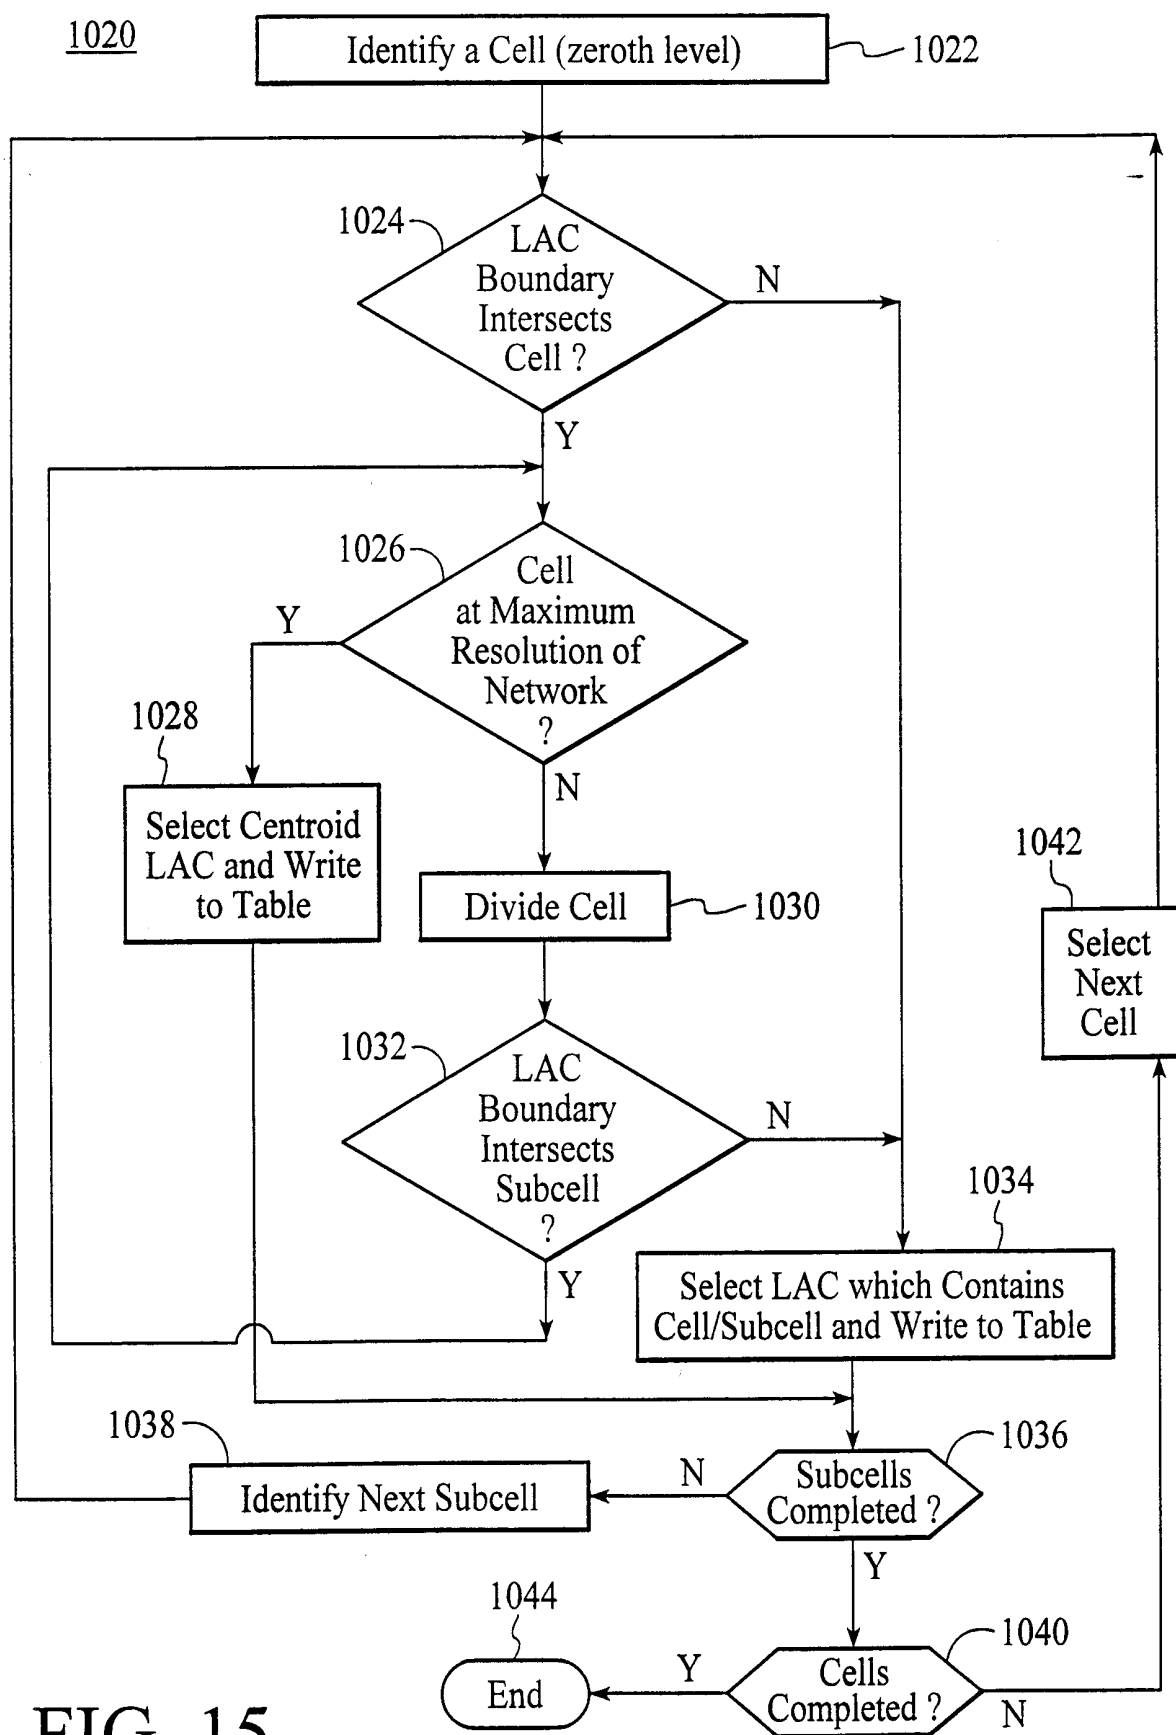 1020
Identify a Cell (zeroth level)
1022
1024
LAC
Boundary
Intersects
Cell ?
N
Y
1026
Cell
at Maximum
Resolution of
Network
?
Y
N
1028
Select Centroid
LAC and Write
to Table
Divide Cell
1030
1042
Select
Next
Cell
1032
LAC
Boundary
Intersects
Subcell
?
N
Y
1034
Select LAC which Contains
Cell/Subcell and Write to Table
1038
Identify Next Subcell
N
Subcells
Completed ?
1036
Y
1044
End
Y
Cells
Completed ?
1040
N
FIG. 15